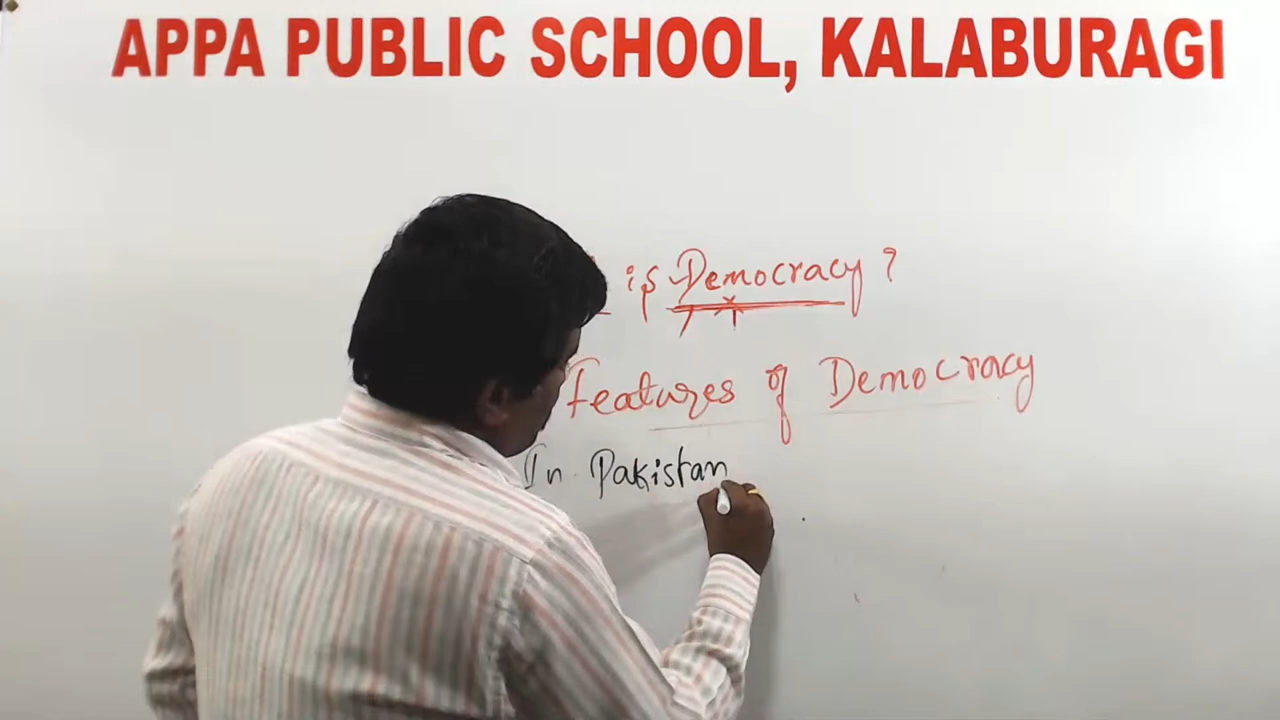 APPA PUBLIC SCHOOL, KALABURAGI
is Democracy?
Features of Democracy
In Pakistan